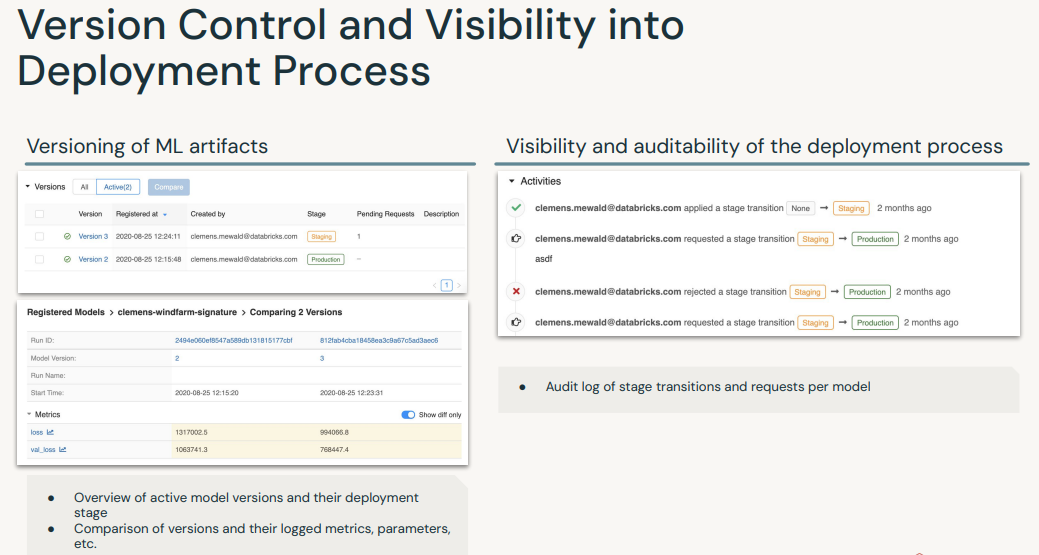 Version Control and Visibility into
Deployment Process
Versioning of ML artifacts
Versions All Active(2) Compare
Version Registered at Created by Stage Pending Requests Description
Version 3 2020-08-25 12:24:11 clemens.mewald@databricks.com Staging 1
Version 2 2020-08-25 12:15:48 clemens.mewald@databricks.com Production –
< 1 >
Registered Models > clemens-windfarm-signature > Comparing 2 Versions
Run ID: 2494e060ef8547a589db131815177cbf 812fab4cba18458ea3c9a67c5ad3aec6
Model Version: 2 3
Run Name:
Start Time: 2020-08-25 12:15:20 2020-08-25 12:23:31
Metrics Show diff only
loss 1317002.5 994066.8
val_loss 1063741.3 768447.4
● Overview of active model versions and their deployment
stage
● Comparison of versions and their logged metrics, parameters,
etc.
Visibility and auditability of the deployment process
Activities
clemens.mewald@databricks.com applied a stage transition None → Staging 2 months ago
clemens.mewald@databricks.com requested a stage transition Staging → Production 2 months ago
asdf
clemens.mewald@databricks.com rejected a stage transition Staging → Production 2 months ago
clemens.mewald@databricks.com requested a stage transition Staging → Production 2 months ago
● Audit log of stage transitions and requests per model